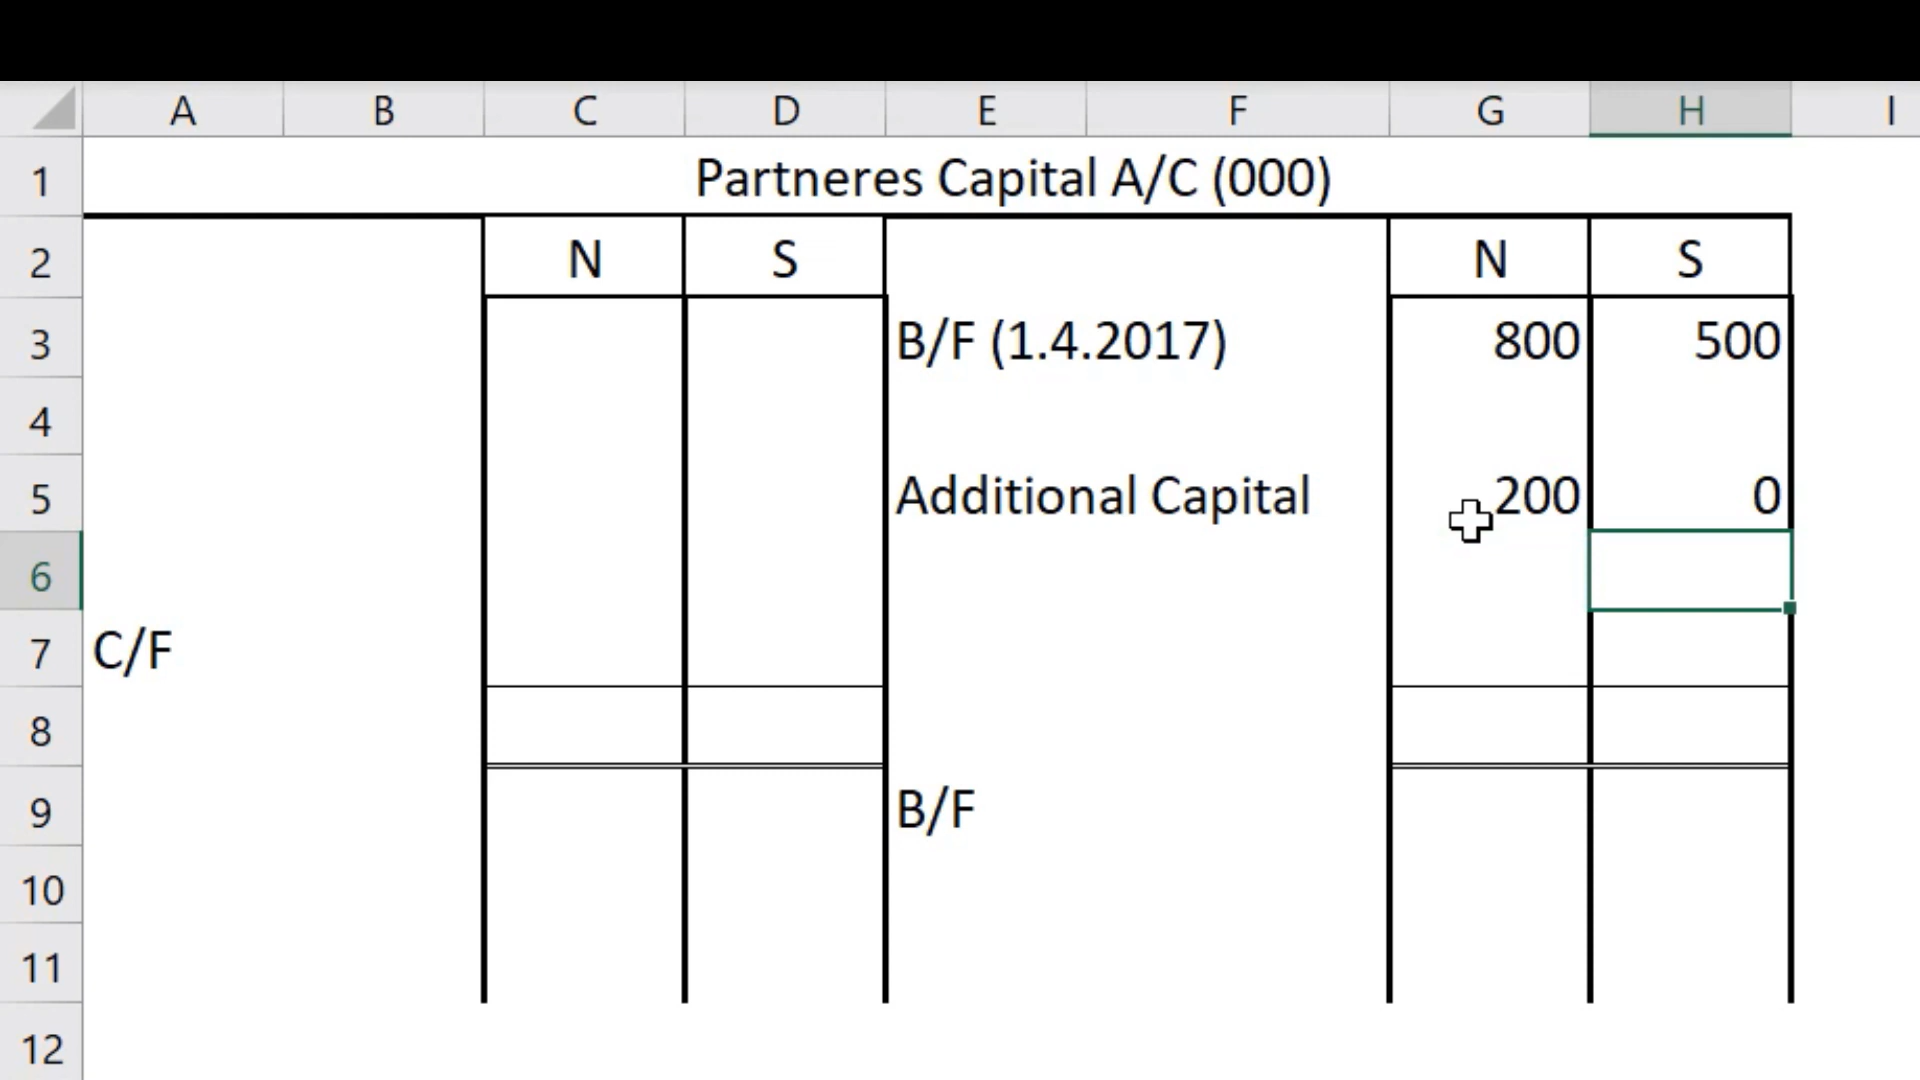 A B C D E F G H I
1 Partneres Capital A/C (000)
2 N S N S
3 B/F (1.4.2017) 800 500
4
5 Additional Capital 200 0
6
7 C/F
8
9 B/F
10
11
12